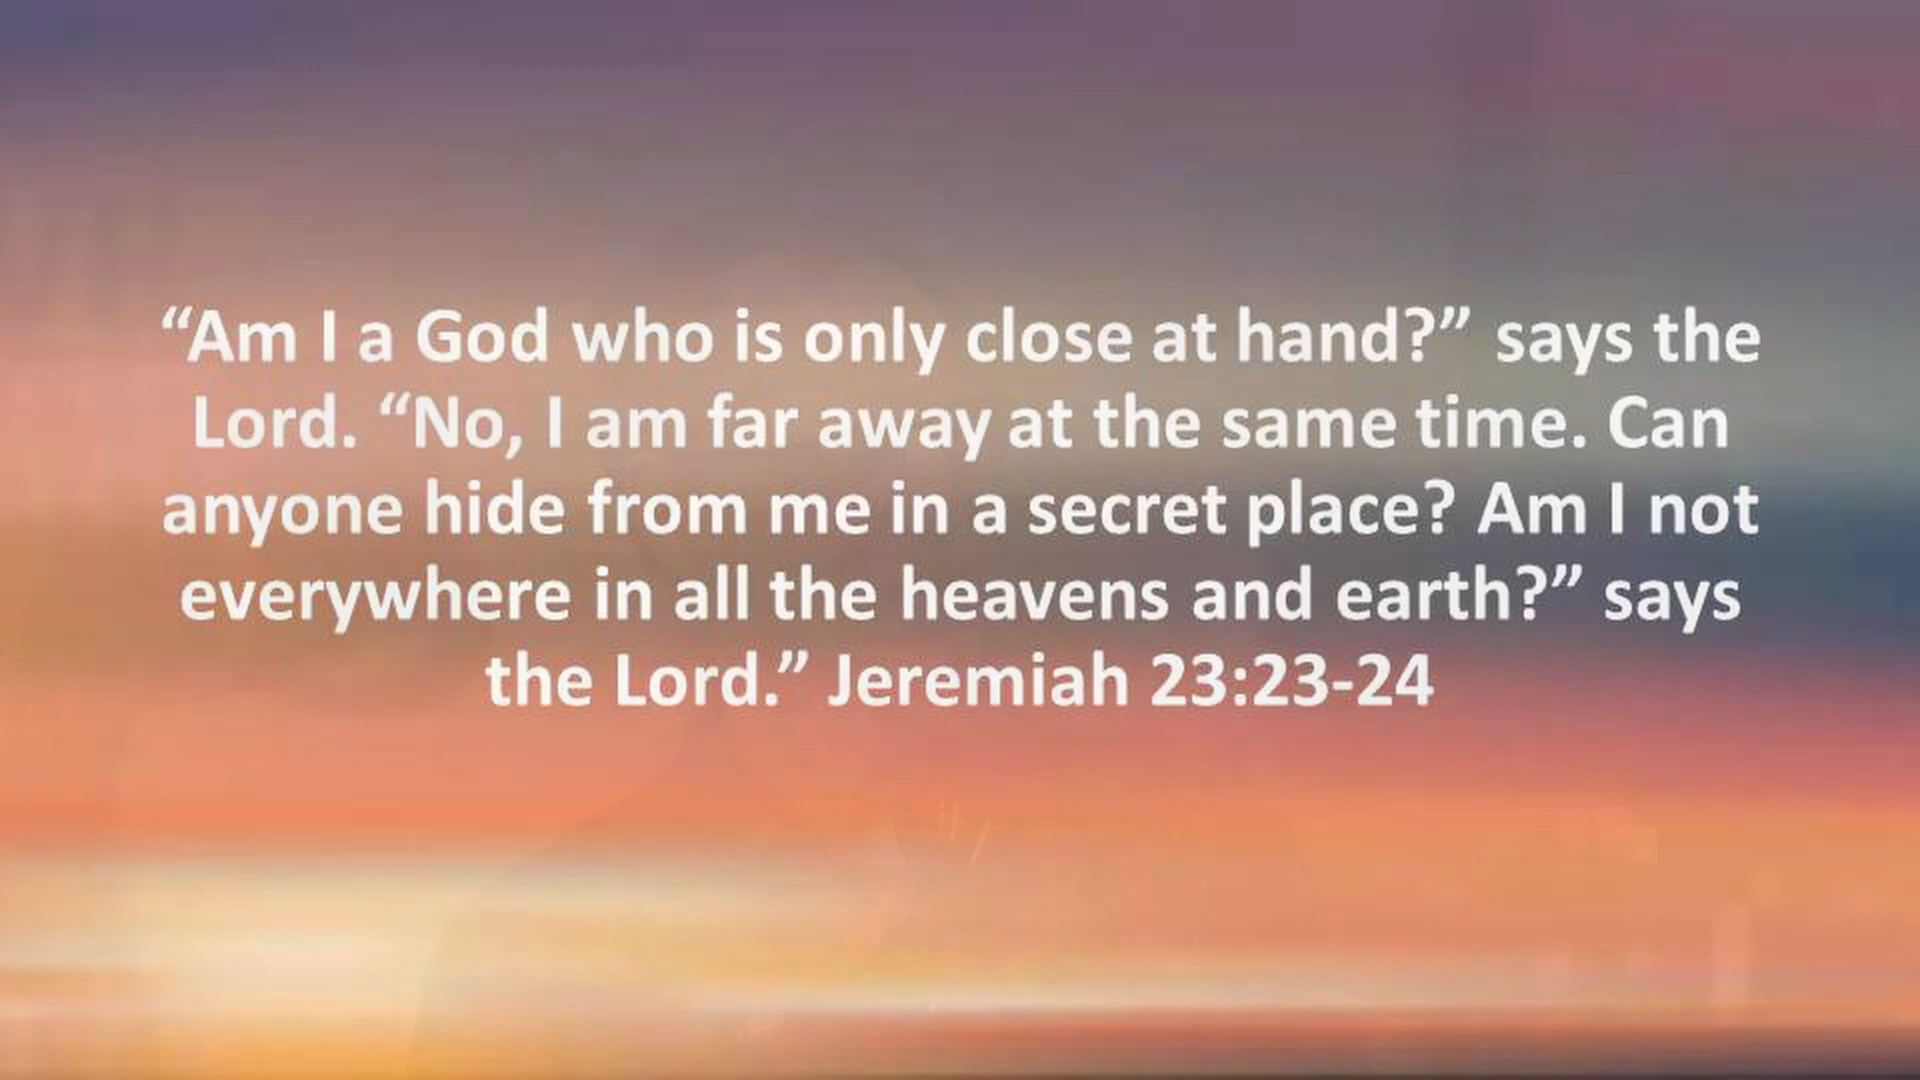 “Am I a God who is only close at hand?” says the
Lord. “No, I am far away at the same time. Can
anyone hide from me in a secret place? Am I not
everywhere in all the heavens and earth?” says
the Lord.” Jeremiah 23:23-24